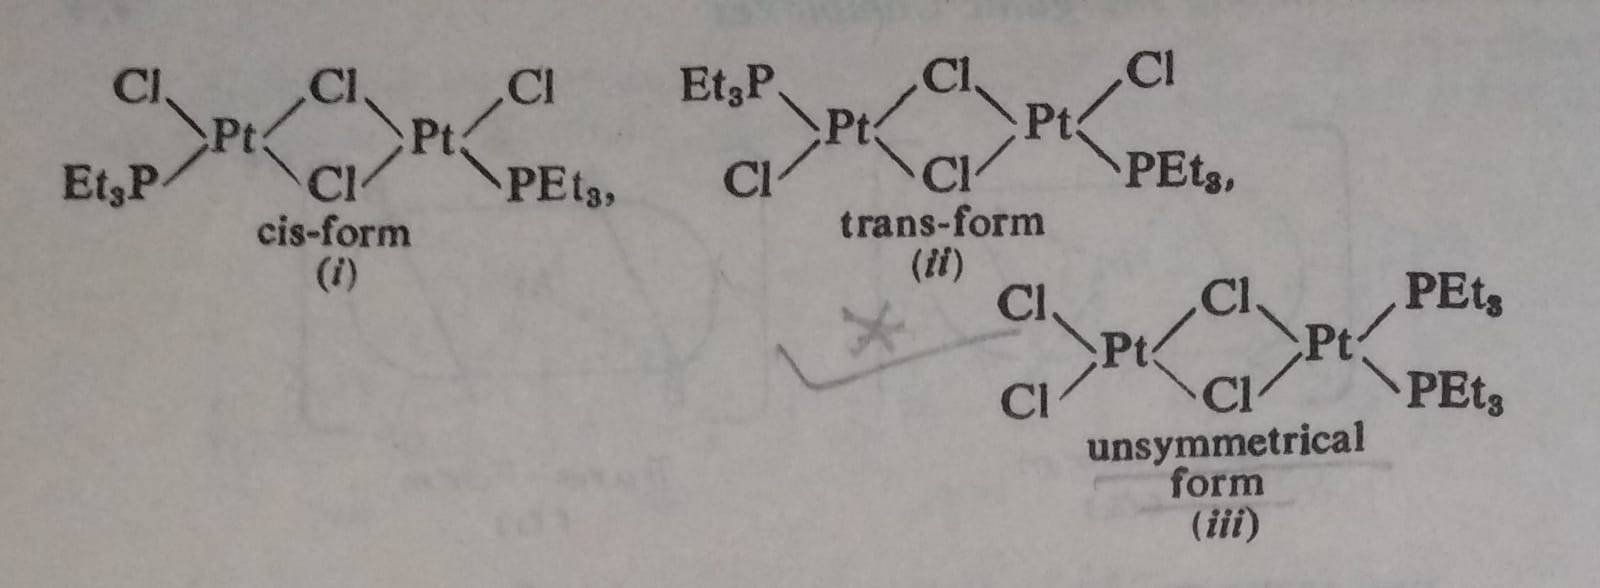 Cl Cl Cl
Pt Pt
Et₃P Cl PEt₃,
cis-form
(i)
Et₃P Cl Cl
Pt Pt
Cl Cl PEt₃,
trans-form
(ii)
Cl Cl PEt₃
Pt Pt
Cl Cl PEt₃
unsymmetrical
form
(iii)